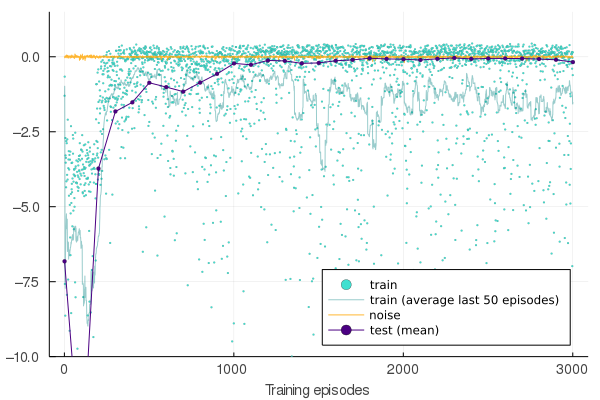 0.0
−2.5
−5.0
−7.5
−10.0
0 1000 2000 3000
Training episodes
train
train (average last 50 episodes)
noise
test (mean)